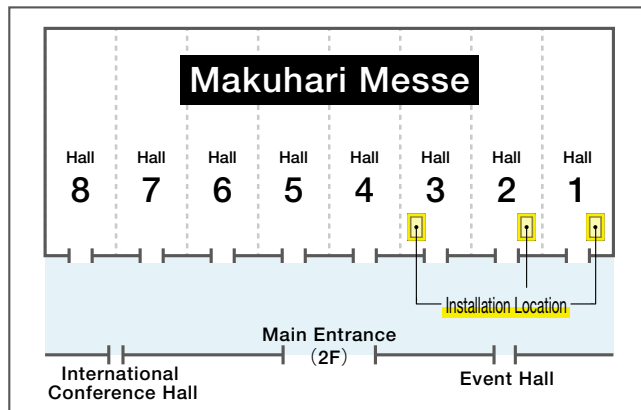 Makuhari Messe
Hall Hall Hall Hall Hall Hall Hall Hall
8 7 6 5 4 3 2 1
Installation Location
Main Entrance
(2F)
International
Conference Hall
Event Hall